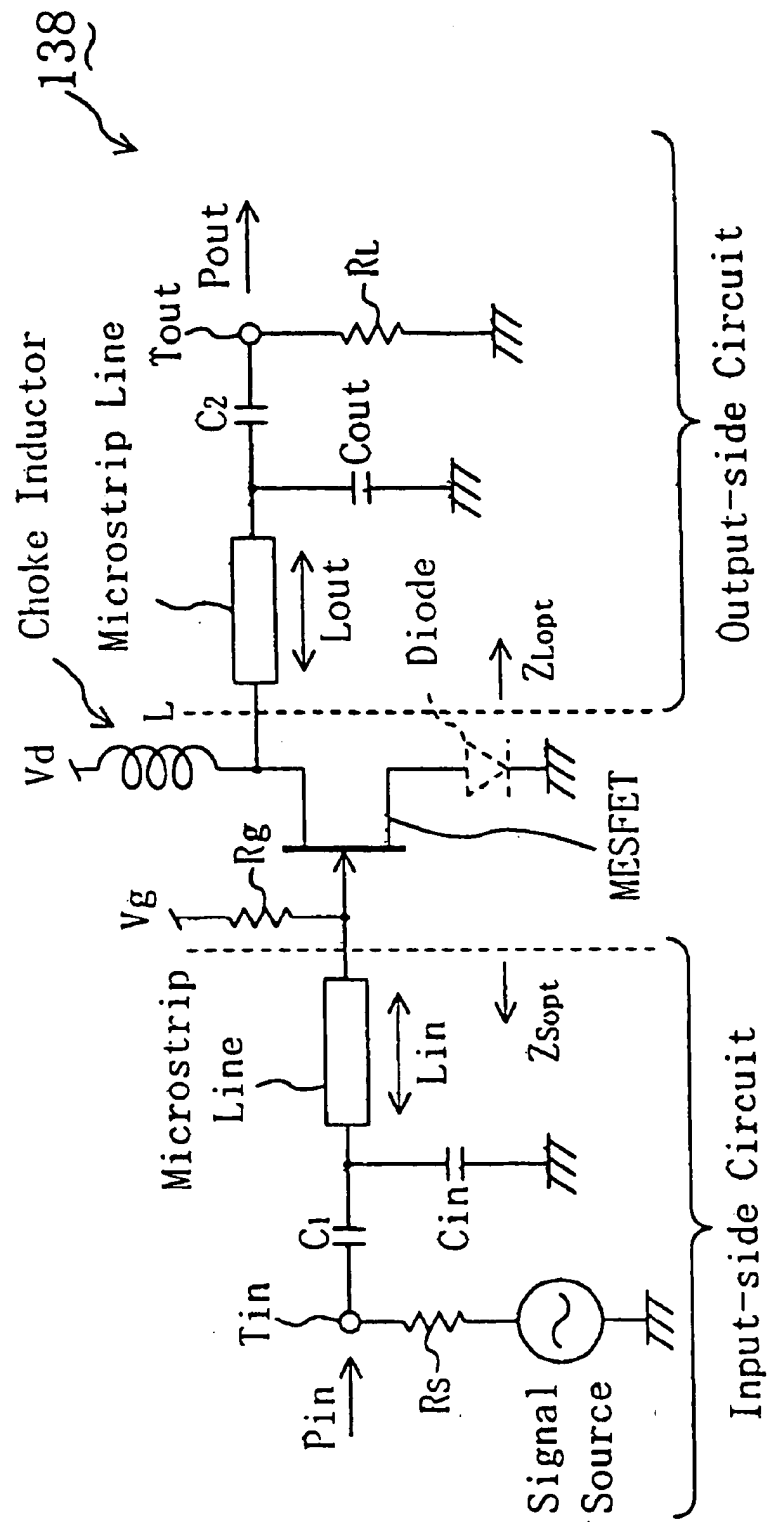 138
Choke Inductor
Microstrip Line
Tout
Pout
Vd
L
C2
RL
Cout
Lout
Diode
ZLopt
Vg
Rg
MESFET
Microstrip
Line
Lin
ZSopt
C1
Cin
Tin
Pin
Rs
Signal
Source
Input-side Circuit
Output-side Circuit